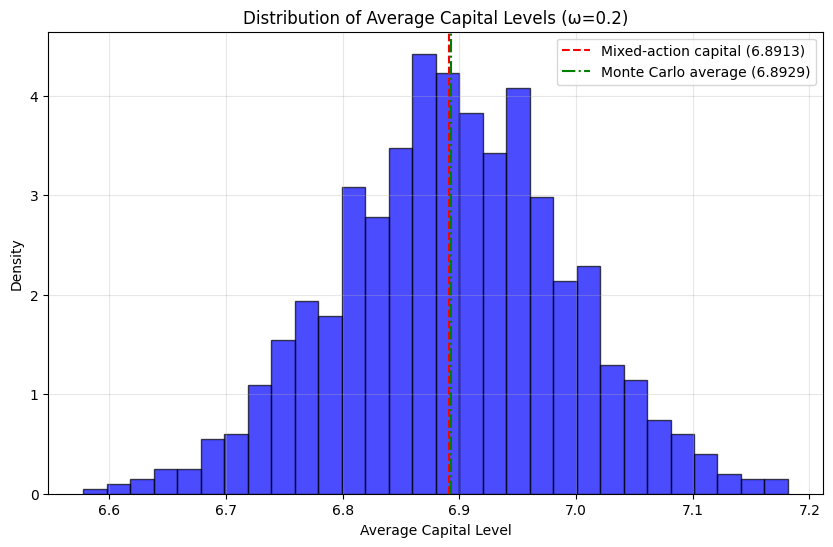 Distribution of Average Capital Levels (ω=0.2)
Mixed-action capital (6.8913)
Monte Carlo average (6.8929)
Density
4
3
2
1
0
6.6
6.7
6.8
6.9
7.0
7.1
7.2
Average Capital Level